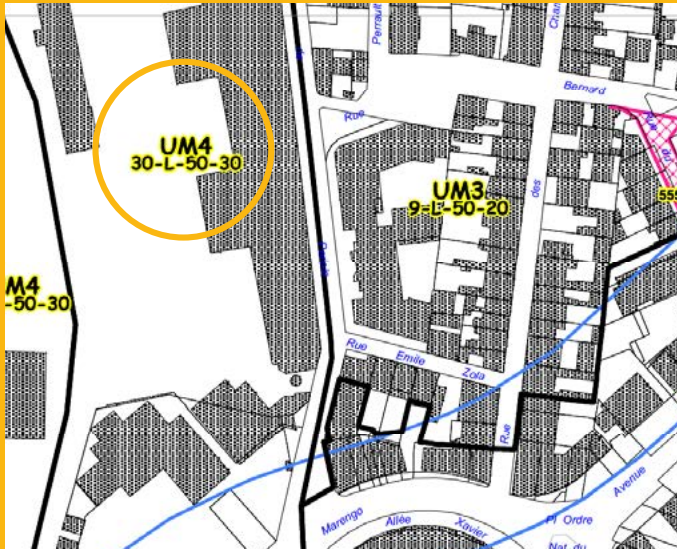 Perrault
Bernard
Rue
UM4
30-L-50-30
UM3
9-L-50-20
des
M4
-50-30
Rue
Emile
Zola
Rue
Marengo
Allée
Xavier
Pl Ordre
Avenue